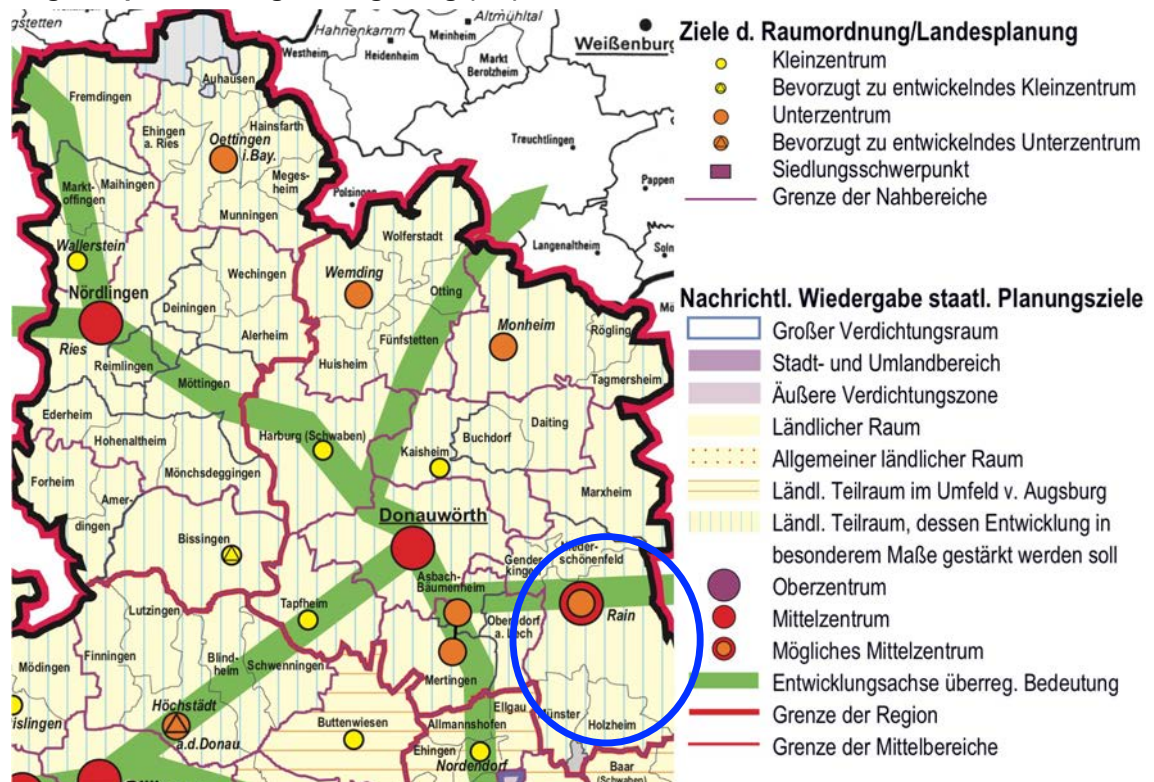 Altmühltal
Hahnenkamm
Meinheim
Westheim
Heidenheim
Markt
Berolzheim
Treuchtlingen
Langenaltheim
Auhausen
Fremdingen
Ehingen
a. Ries
Hainsfarth
Oettingen
i.Bay.
Meges-
heim
Markt-
offingen
Maihingen
Munningen
Wallerstein
Wolferstadt
Wechingen
Wemding
Otting
Nördlingen
Deiningen
Monheim
Rögling
Alerheim
Fünfstetten
Ries
Reimlingen
Huisheim
Tagmersheim
Möttingen
Ederheim
Hohenaltheim
Harburg (Schwaben)
Buchdorf
Daiting
Kaisheim
Mönchsdeggingen
Forheim
Amer-
dingen
Marxheim
Donauwörth
Bissingen
Gender-
kingen
Nieder-
schönenfeld
Asbach-
Bäumenheim
Lutzingen
Tapfheim
Oberndorf
a. Lech
Rain
Finningen
Blind-
heim
Schwenningen
Mödingen
Mertingen
Höchstädt
a.d.Donau
Ellgau
Münster
Buttenwiesen
Allmannshofen
Holzheim
Ehingen
Nordendorf
Baar
(Schwaben)
Ziele d. Raumordnung/Landesplanung
Kleinzentrum
Bevorzugt zu entwickelndes Kleinzentrum
Unterzentrum
Bevorzugt zu entwickelndes Unterzentrum
Siedlungsschwerpunkt
Grenze der Nahbereiche
Nachrichtl. Wiedergabe staatl. Planungsziele
Großer Verdichtungsraum
Stadt- und Umlandbereich
Äußere Verdichtungszone
Ländlicher Raum
Allgemeiner ländlicher Raum
Ländl. Teilraum im Umfeld v. Augsburg
Ländl. Teilraum, dessen Entwicklung in
besonderem Maße gestärkt werden soll
Oberzentrum
Mittelzentrum
Mögliches Mittelzentrum
Entwicklungsachse überreg. Bedeutung
Grenze der Region
Grenze der Mittelbereiche